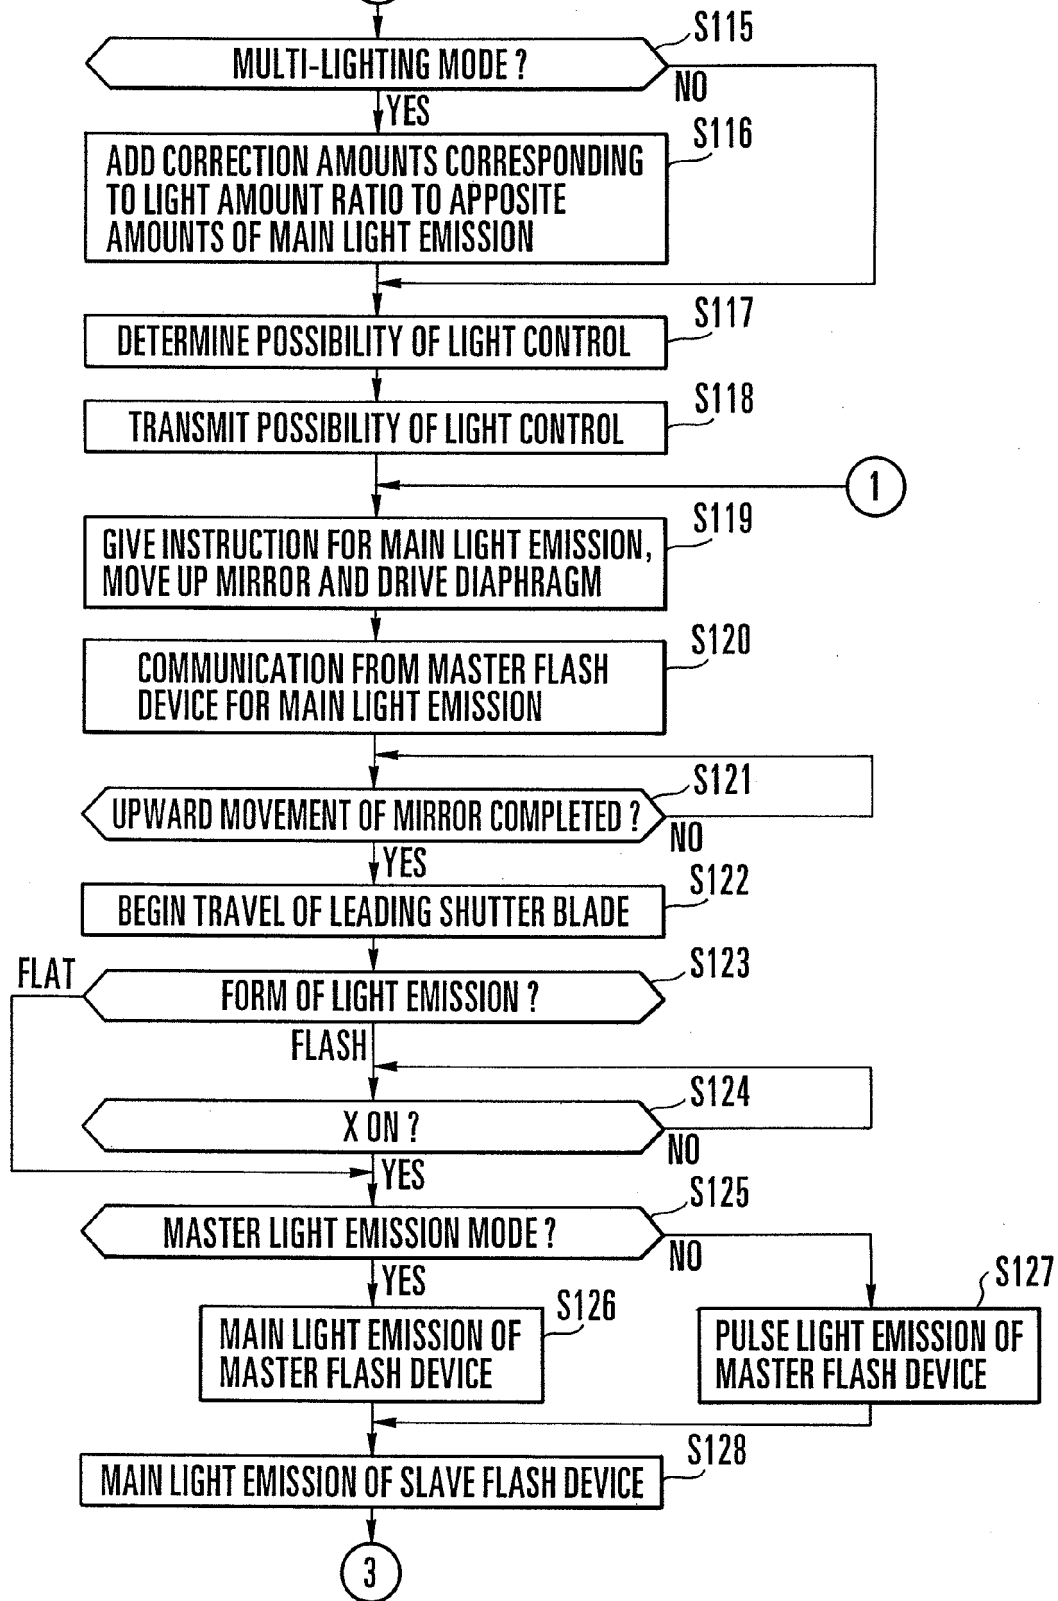 S115
MULTI-LIGHTING MODE ?
NO
YES
S116
ADD CORRECTION AMOUNTS CORRESPONDING
TO LIGHT AMOUNT RATIO TO APPOSITE
AMOUNTS OF MAIN LIGHT EMISSION
S117
DETERMINE POSSIBILITY OF LIGHT CONTROL
S118
TRANSMIT POSSIBILITY OF LIGHT CONTROL
1
S119
GIVE INSTRUCTION FOR MAIN LIGHT EMISSION,
MOVE UP MIRROR AND DRIVE DIAPHRAGM
S120
COMMUNICATION FROM MASTER FLASH
DEVICE FOR MAIN LIGHT EMISSION
S121
UPWARD MOVEMENT OF MIRROR COMPLETED ?
NO
YES
S122
BEGIN TRAVEL OF LEADING SHUTTER BLADE
S123
FLAT
FORM OF LIGHT EMISSION ?
FLASH
S124
X ON ?
NO
YES
S125
MASTER LIGHT EMISSION MODE ?
NO
YES
S126
MAIN LIGHT EMISSION OF
MASTER FLASH DEVICE
S127
PULSE LIGHT EMISSION OF
MASTER FLASH DEVICE
S128
MAIN LIGHT EMISSION OF SLAVE FLASH DEVICE
3